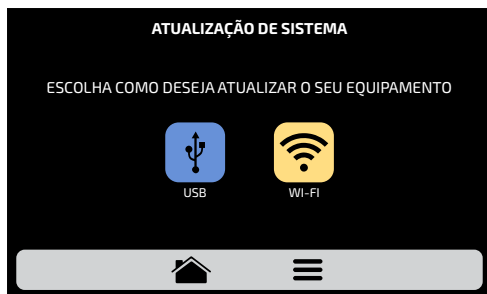 ATUALIZAÇÃO DE SISTEMA
ESCOLHA COMO DESEJA ATUALIZAR O SEU EQUIPAMENTO
USB
WI-FI